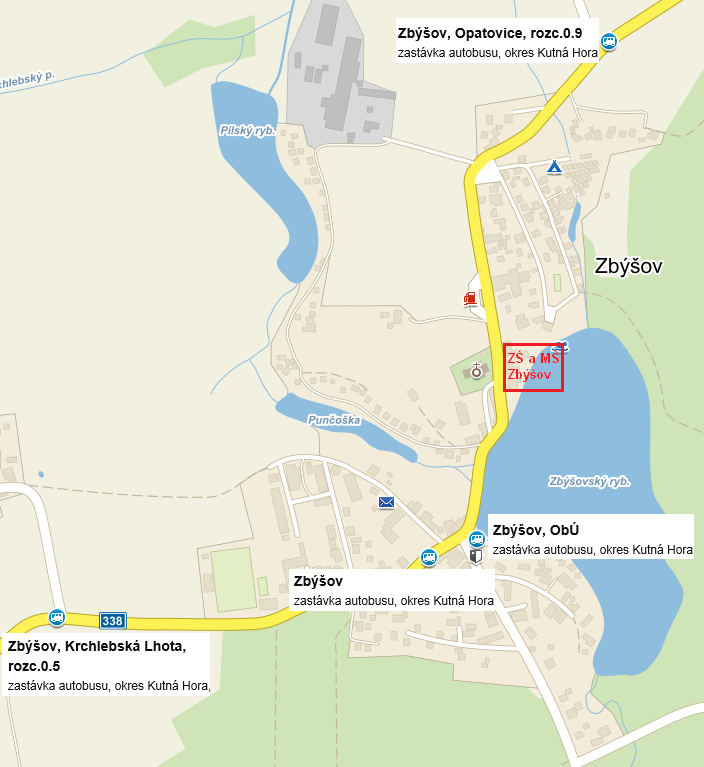 Zbýšov, Opatovice, rozc.0.9
zastávka autobusu, okres Kutná Hora
chlebský p.
Pilský ryb.
Zbýšov
ZŠ a MŠ
Zbýšov
Punčoška
Zbýšovský ryb.
Zbýšov, ObÚ
zastávka autobusu, okres Kutná Hora
Zbýšov
zastávka autobusu, okres Kutná Hora
338
Zbýšov, Krchlebská Lhota,
rozc.0.5
zastávka autobusu, okres Kutná Hora,